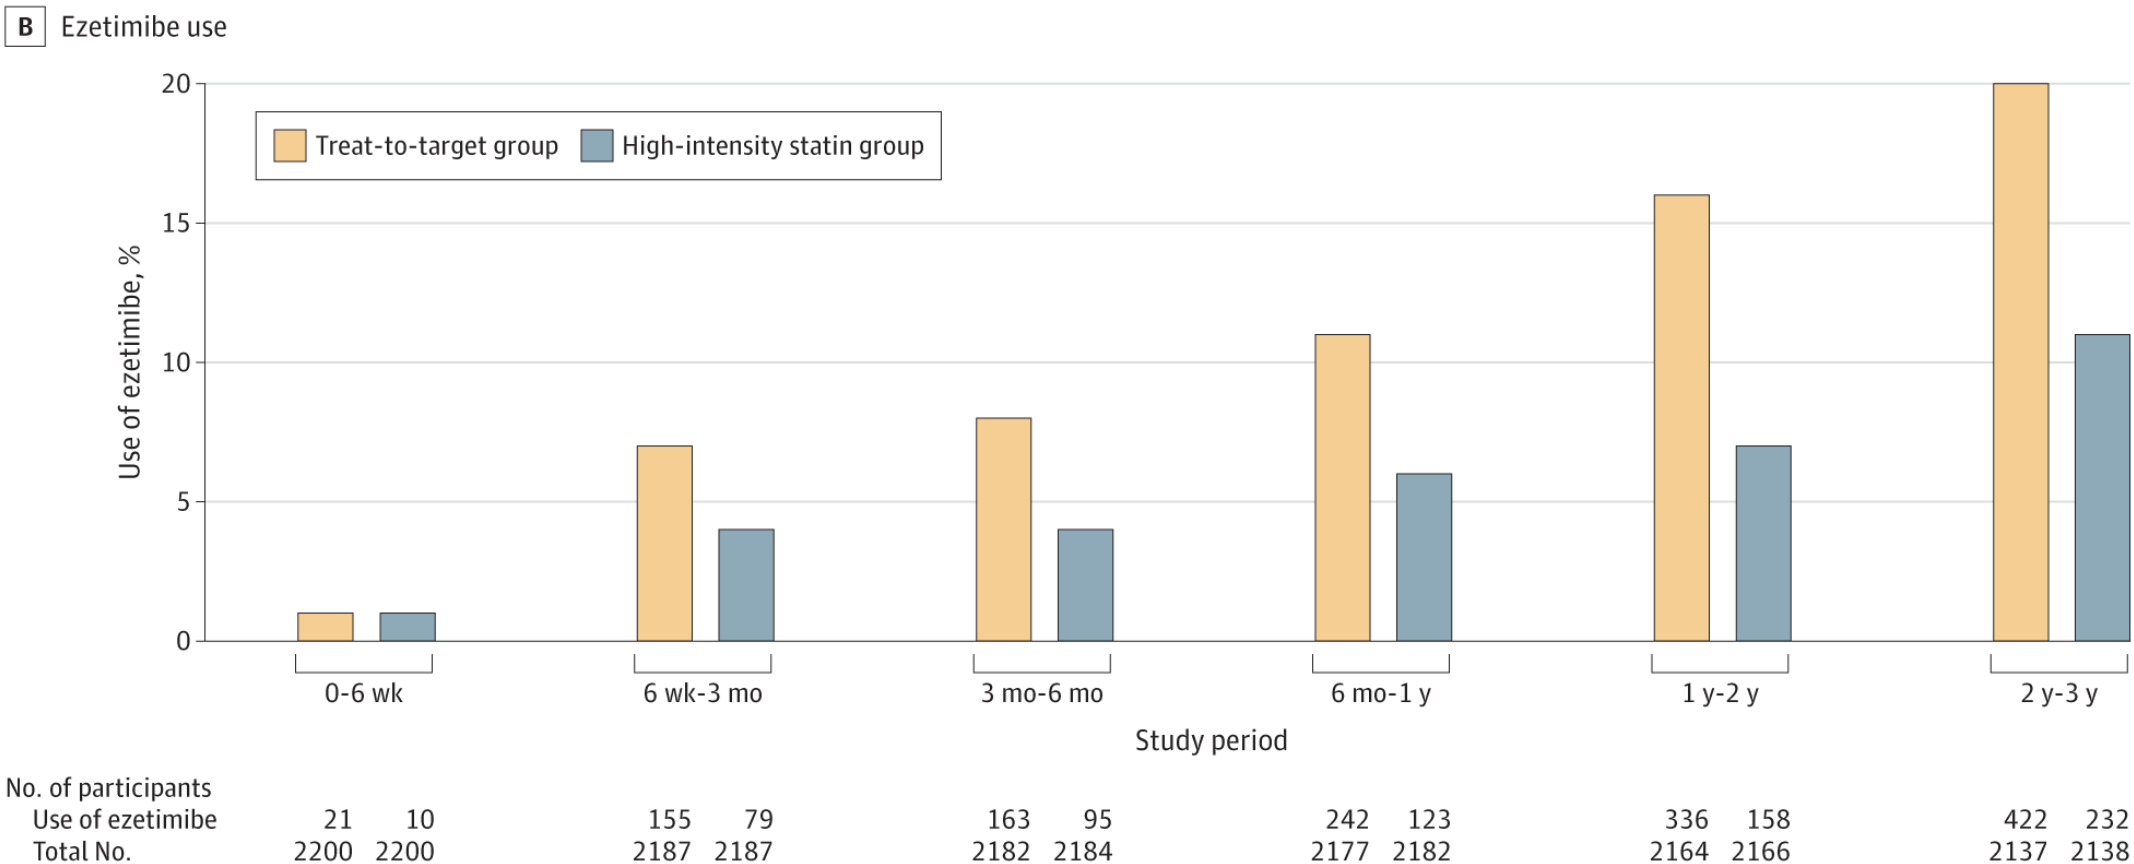 B Ezetimibe use
20
15
10
5
0
Use of ezetimibe, %
Treat-to-target group High-intensity statin group
0-6 wk 6 wk-3 mo 3 mo-6 mo 6 mo-1 y 1 y-2 y 2 y-3 y
Study period
No. of participants
Use of ezetimibe 21 10 155 79 163 95 242 123 336 158 422 232
Total No. 2200 2200 2187 2187 2182 2184 2177 2182 2164 2166 2137 2138